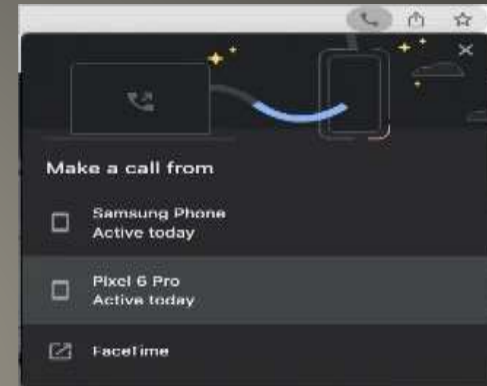 Make a call from
Samsung Phone
Active today
Pixel 6 Pro
Active today
FaceTime